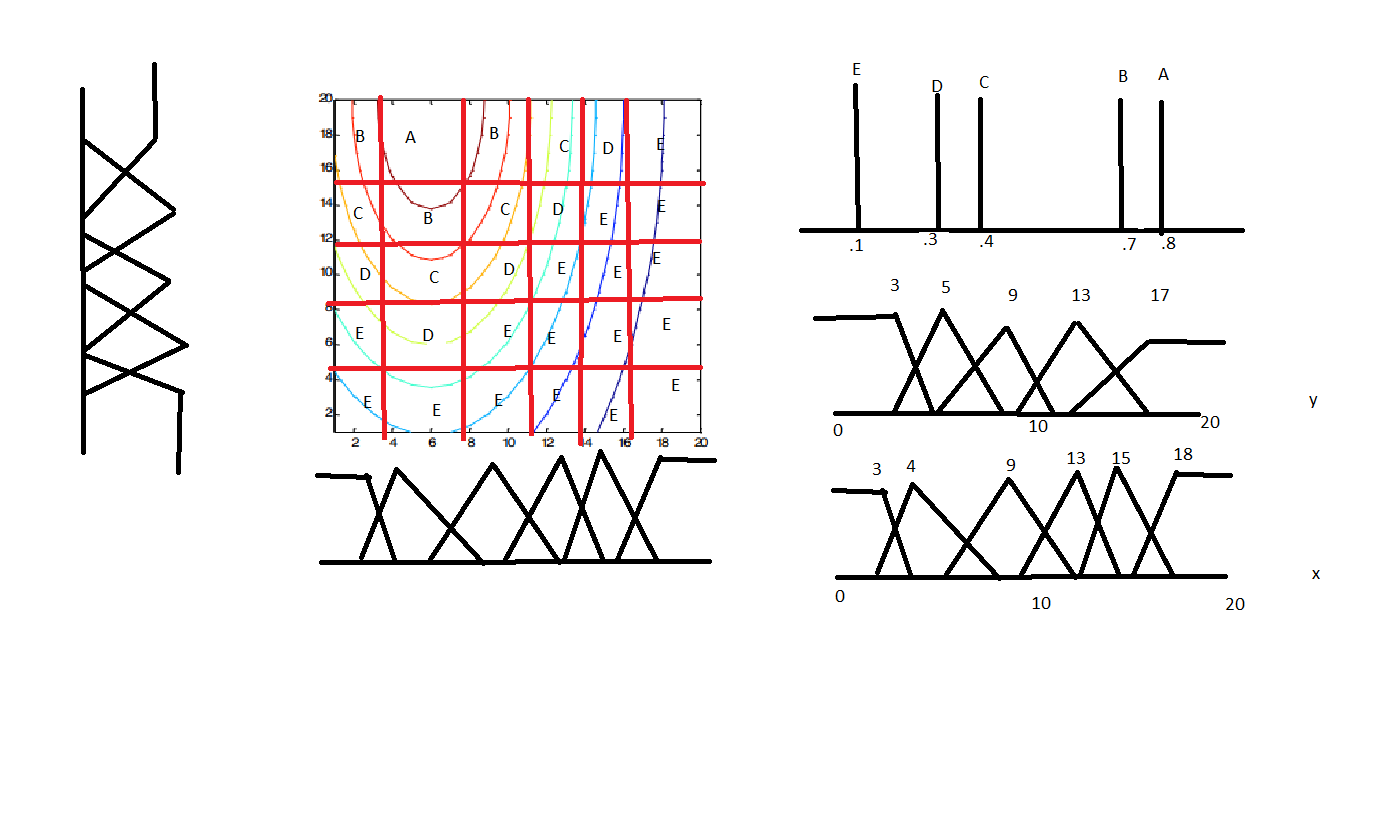 20
18
16
14
12
10
8
6
4
2
2 4 6 8 10 12 14 16 18 20
B A B C D E
C B C D E E
D C D E E E
E D E E E E
E E E E E E
E D C B A
.1 .3 .4 .7 .8
3 5 9 13 17
0 10 20
y
3 4 9 13 15 18
0 10 20
x